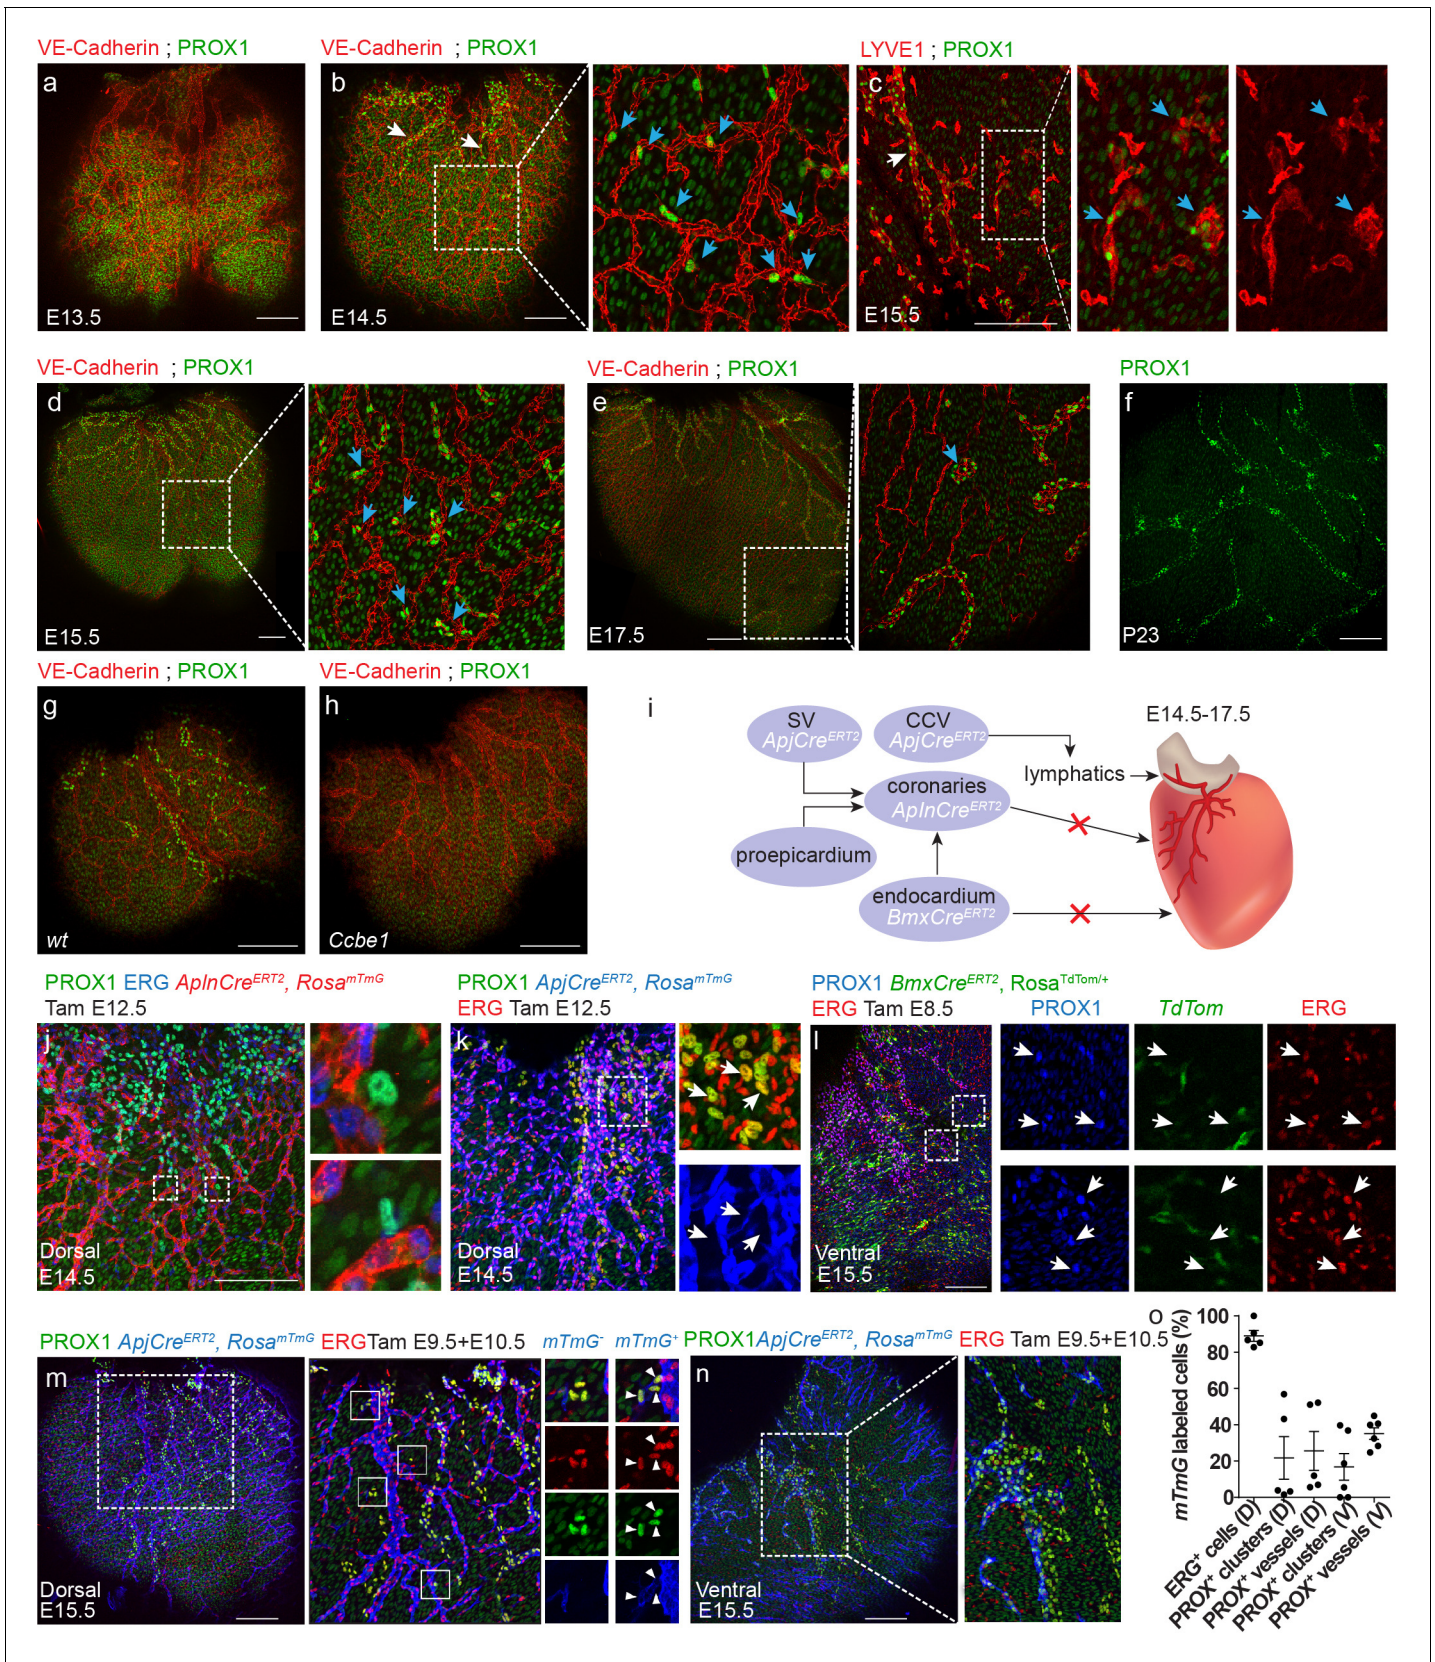 VE-Cadherin ; PROX1
VE-Cadherin ; PROX1
LYVE1 ; PROX1
a
b
c
E13.5
E14.5
E15.5
VE-Cadherin ; PROX1
VE-Cadherin ; PROX1
PROX1
d
e
f
E15.5
E17.5
P23
VE-Cadherin ; PROX1
VE-Cadherin ; PROX1
g
h
wt
Ccbe1
i
SV
ApjCreERT2
CCV
ApjCreERT2
E14.5-17.5
lymphatics
coronaries
AplnCreERT2
proepicardium
endocardium
BmxCreERT2
PROX1 ERG AplnCreERT2, RosamTmG
Tam E12.5
PROX1 ApjCreERT2, RosamTmG
ERG Tam E12.5
PROX1 BmxCreERT2, RosaTdTom/+
ERG Tam E8.5
PROX1
TdTom
ERG
j
k
l
Dorsal
E14.5
Dorsal
E14.5
Ventral
E15.5
PROX1 ApjCreERT2, RosamTmG ERGTam E9.5+E10.5
mTmG-
mTmG+
PROX1ApjCreERT2, RosamTmG ERG Tam E9.5+E10.5
m
n
Dorsal
E15.5
Ventral
E15.5
o
mTmG labeled cells (%)
100
80
60
40
20
0
ERG+ cells (D)
PROX+ clusters (D)
PROX+ vessels (D)
PROX+ clusters (V)
PROX+ vessels (V)